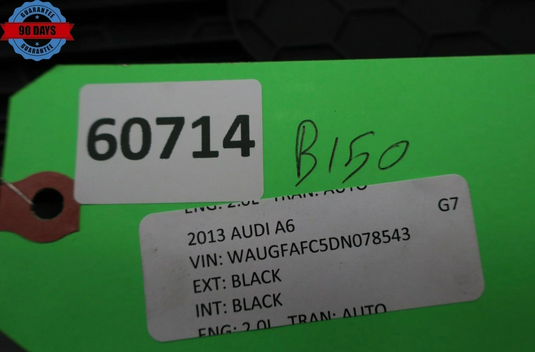 GUARANTEE
90 DAYS
GUARANTEE
60714
B150
ENG: 2.0L TRAN: AUTO
2013 AUDI A6
G7
VIN: WAUGFAFC5DN078543
EXT: BLACK
INT: BLACK
ENG: 2.0L TRAN: AUTO